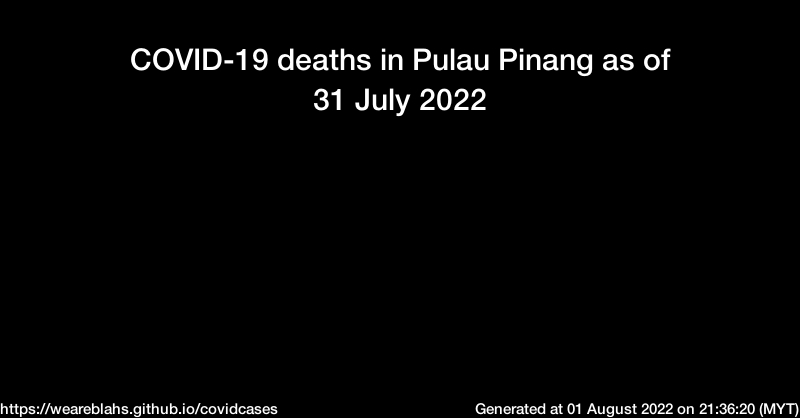 COVID-19 deaths in Pulau Pinang as of
31 July 2022
https://weareblahs.github.io/covidcases
Generated at 01 August 2022 on 21:36:20 (MYT)